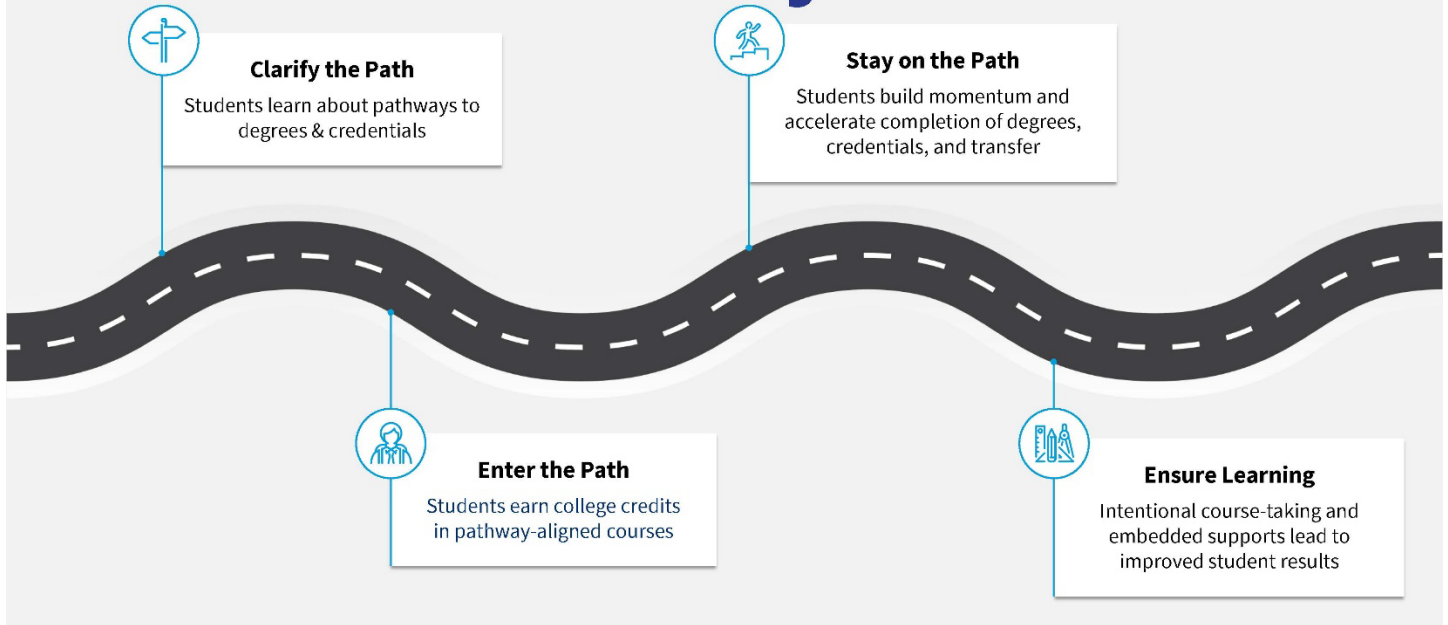 Clarify the Path
Students learn about pathways to
degrees & credentials
Enter the Path
Students earn college credits
in pathway-aligned courses
Stay on the Path
Students build momentum and
accelerate completion of degrees,
credentials, and transfer
Ensure Learning
Intentional course-taking and
embedded supports lead to
improved student results